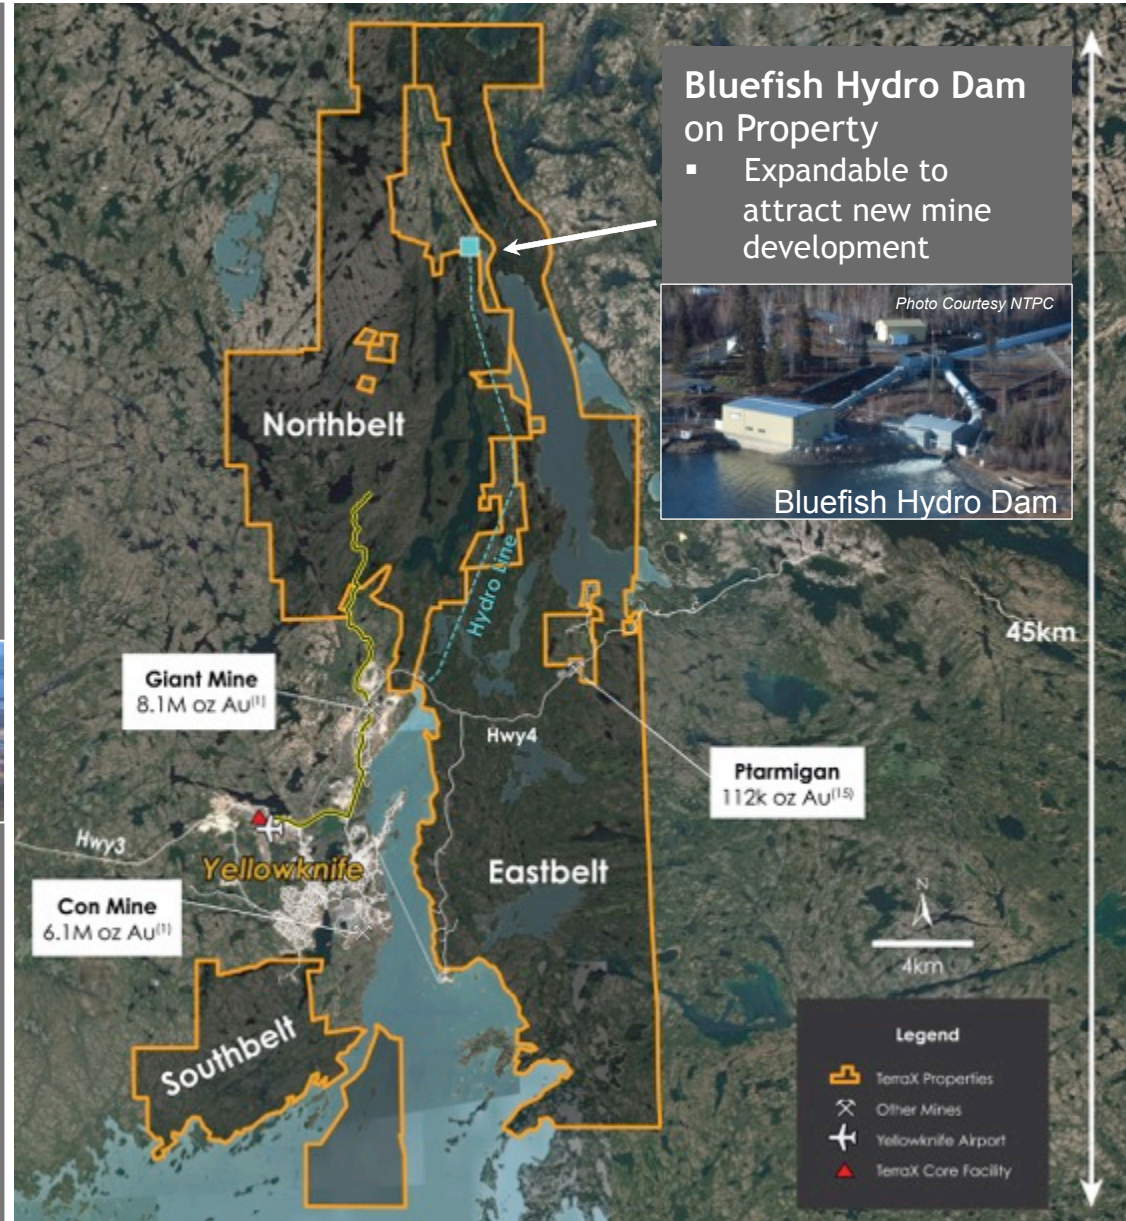 Bluefish Hydro Dam
on Property
▪ Expandable to
attract new mine
development
Photo Courtesy NTPC
Bluefish Hydro Dam
Northbelt
Hydro Line
45km
Giant Mine
8.1M oz Au(1)
Hwy4
Ptarmigan
112k oz Au(15)
Hwy3
Yellowknife
Eastbelt
Con Mine
6.1M oz Au(1)
N
4km
Southbelt
Legend
TerraX Properties
Other Mines
Yellowknife Airport
TerraX Core Facility